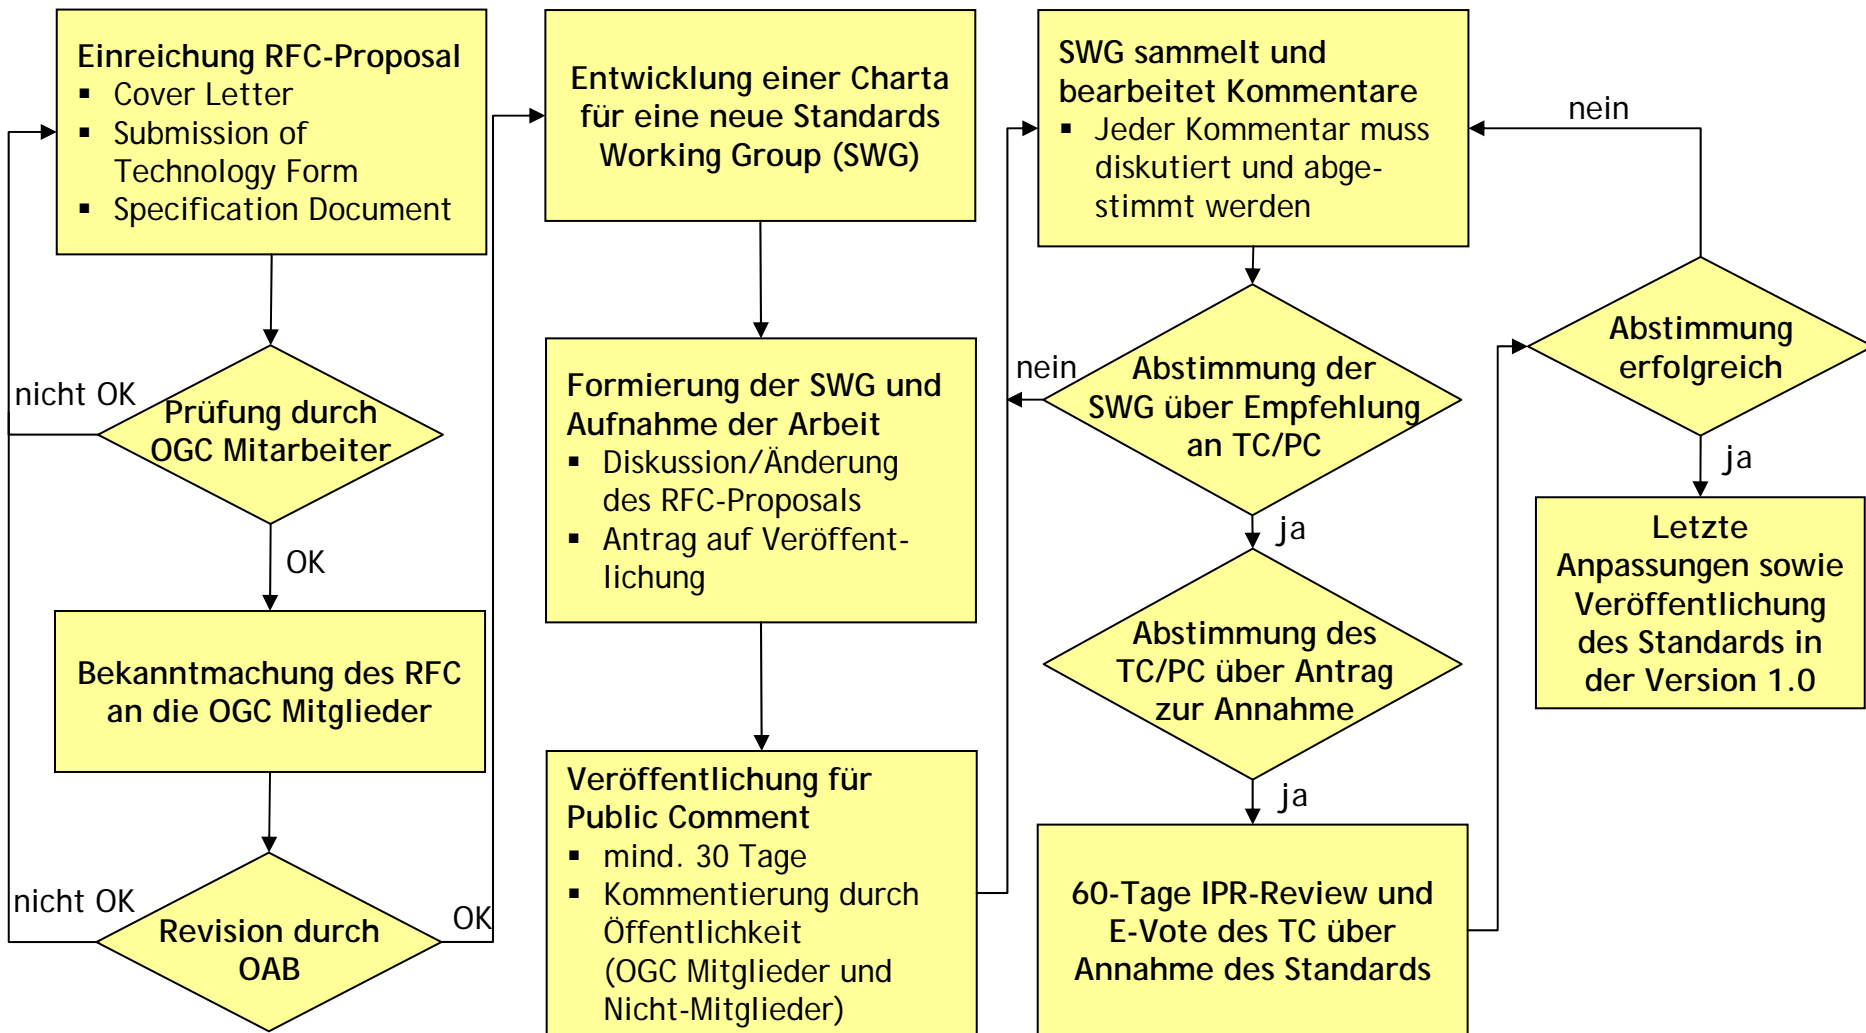 Einreichung RFC-Proposal
▪ Cover Letter
▪ Submission of
Technology Form
▪ Specification Document
nicht OK
Prüfung durch
OGC Mitarbeiter
OK
Bekanntmachung des RFC
an die OGC Mitglieder
nicht OK
Revision durch
OAB
OK
Entwicklung einer Charta
für eine neue Standards
Working Group (SWG)
Formierung der SWG und
Aufnahme der Arbeit
▪ Diskussion/Änderung
des RFC-Proposals
▪ Antrag auf Veröffent-
lichung
Veröffentlichung für
Public Comment
▪ mind. 30 Tage
▪ Kommentierung durch
Öffentlichkeit
(OGC Mitglieder und
Nicht-Mitglieder)
SWG sammelt und
bearbeitet Kommentare
▪ Jeder Kommentar muss
diskutiert und abge-
stimmt werden
nein
Abstimmung der
SWG über Empfehlung
an TC/PC
ja
Abstimmung des
TC/PC über Antrag
zur Annahme
ja
60-Tage IPR-Review und
E-Vote des TC über
Annahme des Standards
nein
Abstimmung
erfolgreich
ja
Letzte
Anpassungen sowie
Veröffentlichung
des Standards in
der Version 1.0